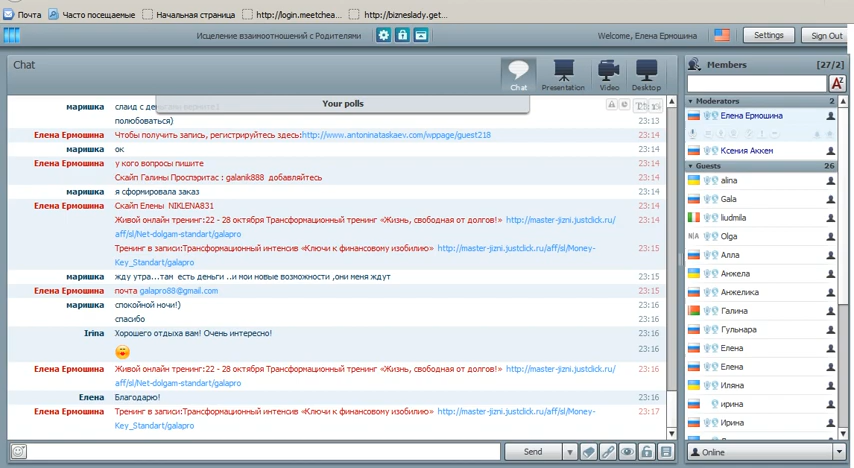 Почта Часто посещаемые Начальная страница http://login.meetchea... http://bizneslady.get...
Исцеление взаимоотношений с Родителями Welcome, Елена Ермошина Settings Sign Out
Chat
Chat Presentation Video Desktop
Your polls
маришка слаид с
полюбоваться) 23:13
Елена Ермошина Чтобы получить запись, регистрируйтесь здесь:http://www.antoninataskaev.com/wppage/guest218 23:14
маришка ок 23:14
Елена Ермошина у кого вопросы пишите 23:14
Скайп Галины Просперитас : galanik888 добавляйтесь 23:14
маришка я сформировала заказ 23:14
Елена Ермошина Скайп Елены NIKLENA831 23:14
Живой онлайн тренинг:22 - 28 октября Трансформационный тренинг «Жизнь, свободная от долгов!» http://master-jizni.justclick.ru/ 23:14
aff/sl/Net-dolgam-standart/galapro
Тренинг в записи:Трансформационный интенсив «Ключи к финансовому изобилию» http://master-jizni.justclick.ru/aff/sl/Money- 23:15
Key_Standart/galapro
маришка жду утра...там есть деньги ..и мои новые возможности ,они меня ждут 23:15
Елена Ермошина почта galapro88@gmail.com 23:15
маришка спокойной ночи!) 23:16
спасибо 23:16
Irina Хорошего отдыха вам! Очень интересно! 23:16
23:16
Елена Ермошина Живой онлайн тренинг:22 - 28 октября Трансформационный тренинг «Жизнь, свободная от долгов!» http://master-jizni.justclick.ru/ 23:16
aff/sl/Net-dolgam-standart/galapro
Елена Благодарю! 23:16
Елена Ермошина Тренинг в записи:Трансформационный интенсив «Ключи к финансовому изобилию» http://master-jizni.justclick.ru/aff/sl/Money- 23:17
Key_Standart/galapro
Send
Members [27/2]
Moderators 2
Елена Ермошина
Ксения Аккем
Guests 26
alina
Gala
liudmila
N/A Olga
Алла
Анжела
Анжелика
Галина
Гульнара
Елена
Елена
Иляна
ирина
Ирина
Online